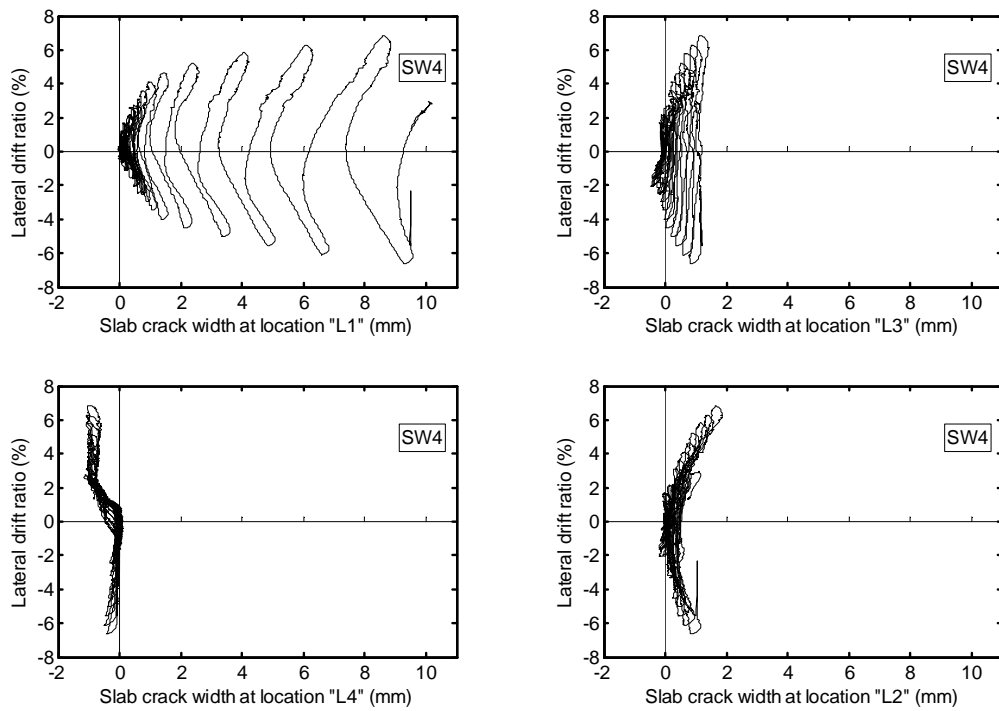 8
6
4
2
0
-2
-4
-6
-8
Lateral drift ratio (%)
SW4
-2 0 2 4 6 8 10
Slab crack width at location "L1" (mm)
8
6
4
2
0
-2
-4
-6
-8
Lateral drift ratio (%)
SW4
-2 0 2 4 6 8 10
Slab crack width at location "L3" (mm)
8
6
4
2
0
-2
-4
-6
-8
Lateral drift ratio (%)
SW4
-2 0 2 4 6 8 10
Slab crack width at location "L4" (mm)
8
6
4
2
0
-2
-4
-6
-8
Lateral drift ratio (%)
SW4
-2 0 2 4 6 8 10
Slab crack width at location "L2" (mm)